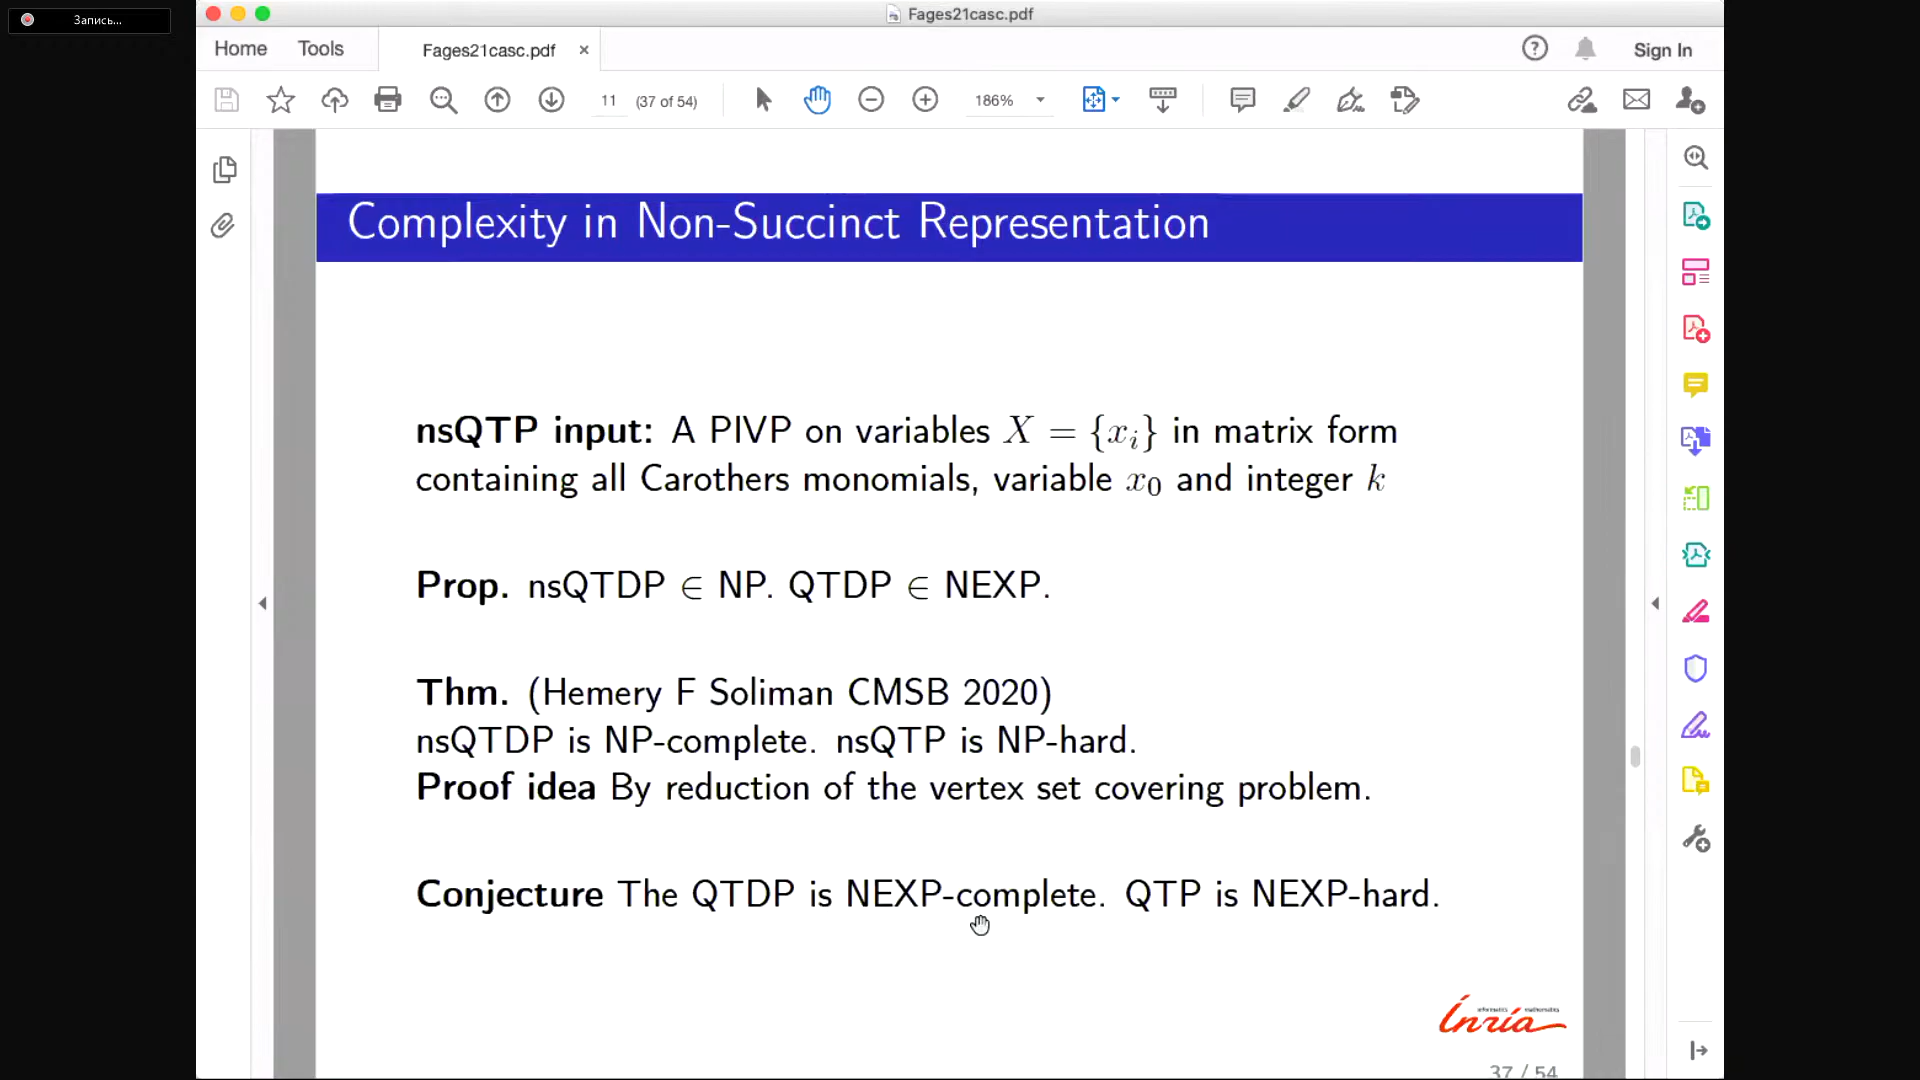 Запись...
Fages21casc.pdf
Home Tools Fages21casc.pdf × Sign In
11 (37 of 54) 186%
Complexity in Non-Succinct Representation
nsQTP input: A PIVP on variables X = {xᵢ} in matrix form
containing all Carothers monomials, variable x₀ and integer k
Prop. nsQTDP ∈ NP. QTDP ∈ NEXP.
Thm. (Hemery F Soliman CMSB 2020)
nsQTDP is NP-complete. nsQTP is NP-hard.
Proof idea By reduction of the vertex set covering problem.
Conjecture The QTDP is NEXP-complete. QTP is NEXP-hard.
Inria
37 / 54